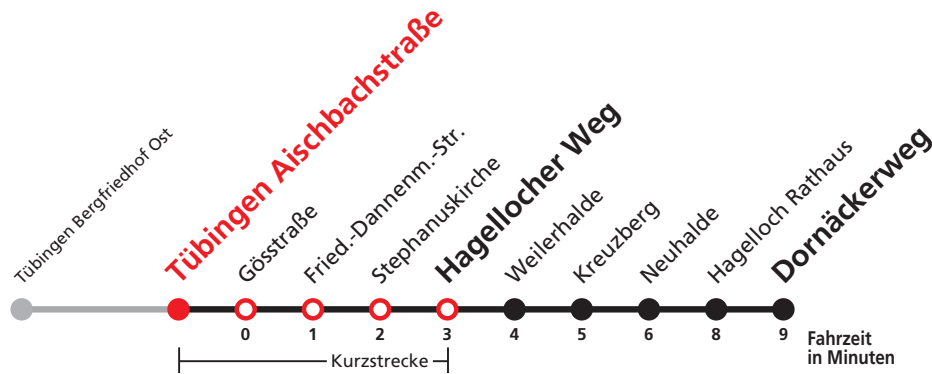 Tübingen Bergfriedhof Ost
Tübingen Aischbachstraße
Gösstraße
Fried.-Dannenm.-Str.
Stephanuskirche
Hagellocher Weg
Weilerhalde
Kreuzberg
Neuhalde
Hagelloch Rathaus
Dornäckerweg
0 1 2 3 4 5 6 8 9 Fahrzeit
in Minuten
Kurzstrecke